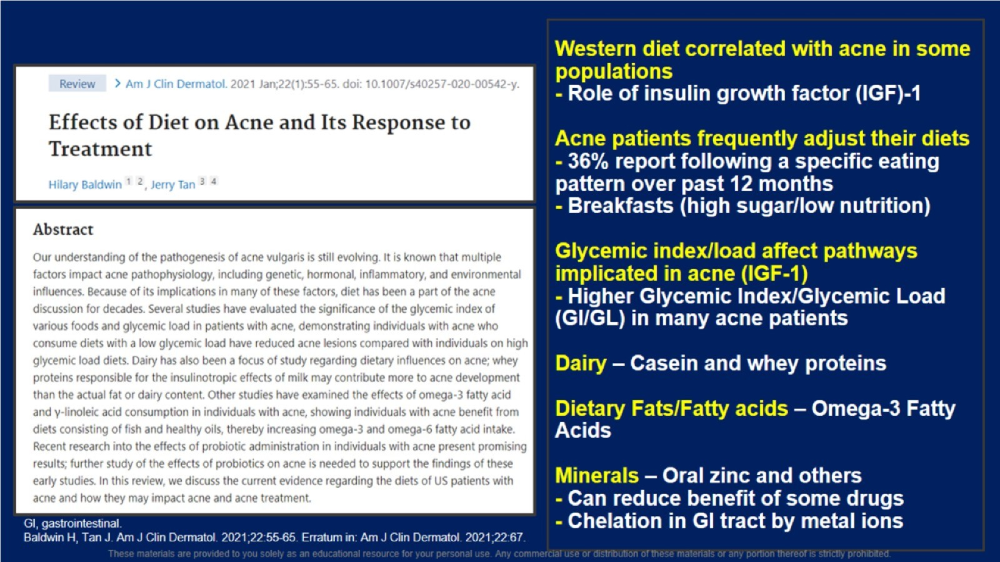 Review > Am J Clin Dermatol. 2021 Jan;22(1):55-65. doi: 10.1007/s40257-020-00542-y.
Effects of Diet on Acne and Its Response to
Treatment
Hilary Baldwin 1 2, Jerry Tan 3 4
Abstract
Our understanding of the pathogenesis of acne vulgaris is still evolving. It is known that multiple
factors impact acne pathophysiology, including genetic, hormonal, inflammatory, and environmental
influences. Because of its implications in many of these factors, diet has been a part of the acne
discussion for decades. Several studies have evaluated the significance of the glycemic index of
various foods and glycemic load in patients with acne, demonstrating individuals with acne who
consume diets with a low glycemic load have reduced acne lesions compared with individuals on high
glycemic load diets. Dairy has also been a focus of study regarding dietary influences on acne; whey
proteins responsible for the insulinotropic effects of milk may contribute more to acne development
than the actual fat or dairy content. Other studies have examined the effects of omega-3 fatty acid
and γ-linoleic acid consumption in individuals with acne, showing individuals with acne benefit from
diets consisting of fish and healthy oils, thereby increasing omega-3 and omega-6 fatty acid intake.
Recent research into the effects of probiotic administration in individuals with acne present promising
results; further study of the effects of probiotics on acne is needed to support the findings of these
early studies. In this review, we discuss the current evidence regarding the diets of US patients with
acne and how they may impact acne and acne treatment.
GI, gastrointestinal.
Baldwin H, Tan J. Am J Clin Dermatol. 2021;22:55-65. Erratum in: Am J Clin Dermatol. 2021;22:67.
Western diet correlated with acne in some
populations
- Role of insulin growth factor (IGF)-1
Acne patients frequently adjust their diets
- 36% report following a specific eating
pattern over past 12 months
- Breakfasts (high sugar/low nutrition)
Glycemic index/load affect pathways
implicated in acne (IGF-1)
- Higher Glycemic Index/Glycemic Load
(GI/GL) in many acne patients
Dairy – Casein and whey proteins
Dietary Fats/Fatty acids – Omega-3 Fatty
Acids
Minerals – Oral zinc and others
- Can reduce benefit of some drugs
- Chelation in GI tract by metal ions
These materials are provided to you solely as an educational resource for your personal use. Any commercial use or distribution of these materials or any portion thereof is strictly prohibited.